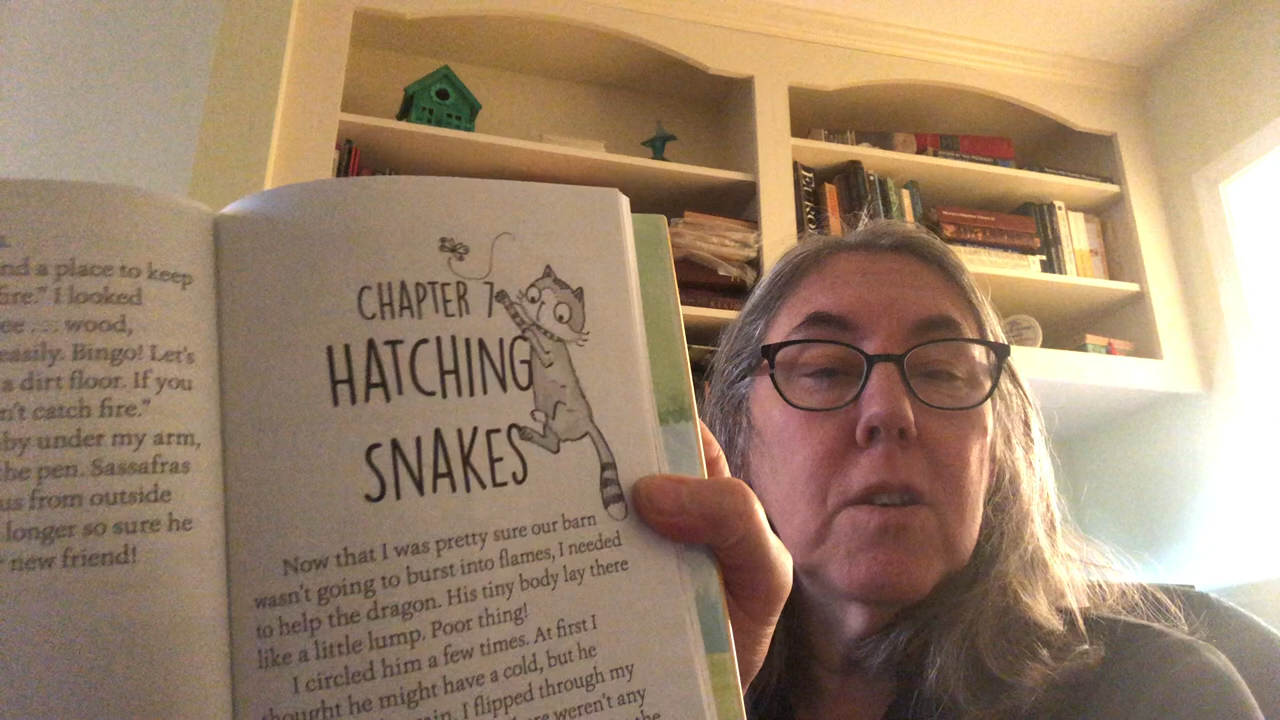 nd a place to keep
fire." I looked
ee ... wood,
easily. Bingo! Let's
a dirt floor. If you
n't catch fire."
by under my arm,
he pen. Sassafras
us from outside
longer so sure he
new friend!
CHAPTER 7
HATCHING
SNAKES
Now that I was pretty sure our barn
wasn't going to burst into flames, I needed
to help the dragon. His tiny body lay there
like a little lump. Poor thing!
I circled him a few times. At first I
thought he might have a cold, but he
I flipped through my
weren't any
the